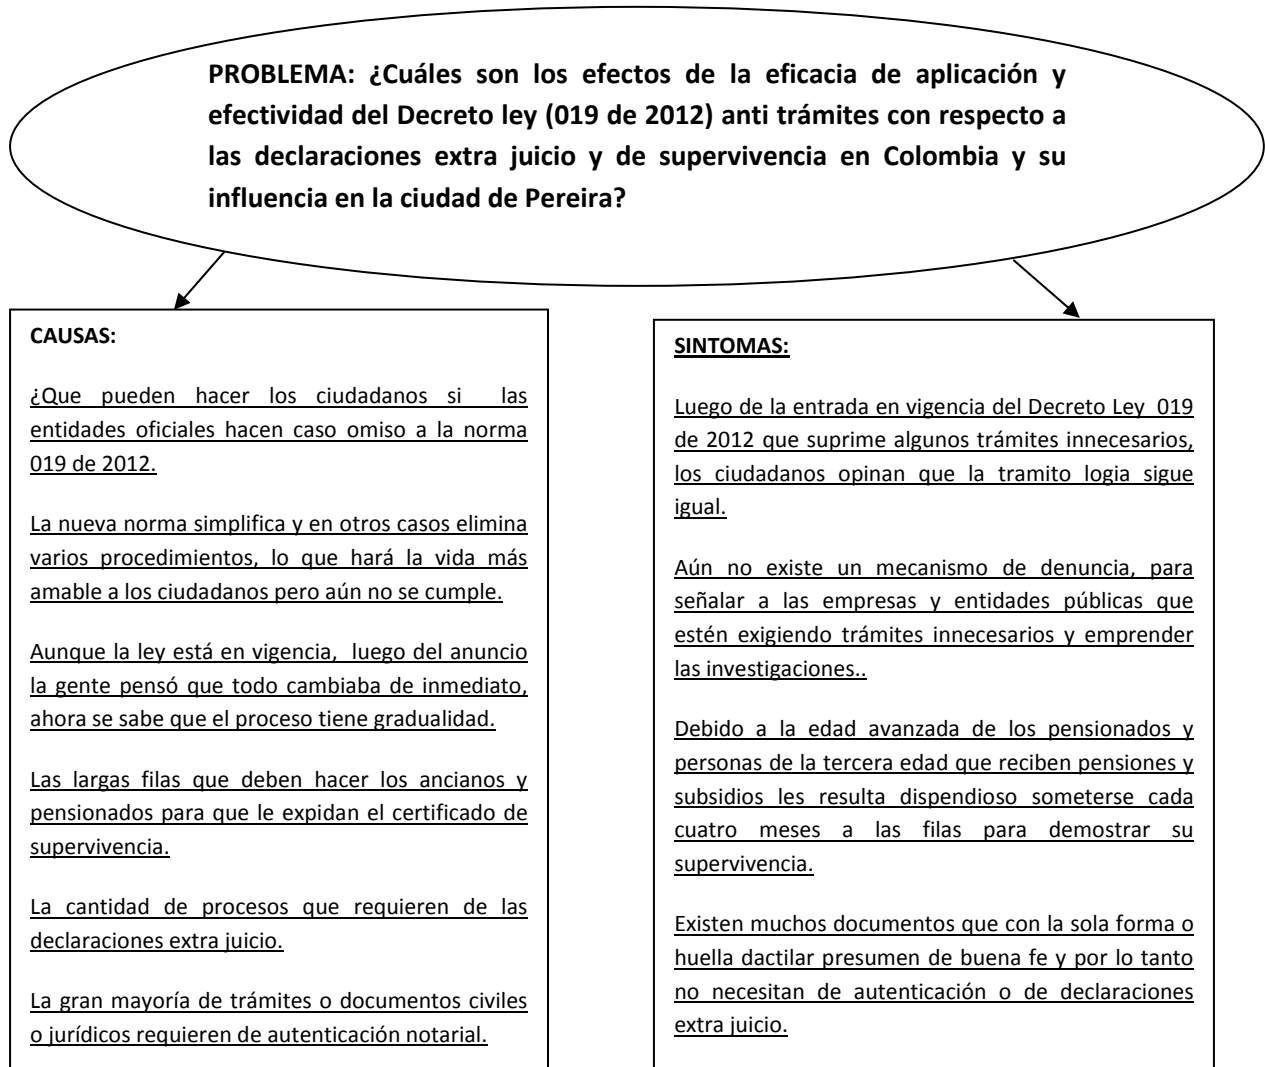 PROBLEMA: ¿Cuáles son los efectos de la eficacia de aplicación y
efectividad del Decreto ley (019 de 2012) anti trámites con respecto a
las declaraciones extra juicio y de supervivencia en Colombia y su
influencia en la ciudad de Pereira?
CAUSAS:
¿Que pueden hacer los ciudadanos si las
entidades oficiales hacen caso omiso a la norma
019 de 2012.
La nueva norma simplifica y en otros casos elimina
varios procedimientos, lo que hará la vida más
amable a los ciudadanos pero aún no se cumple.
Aunque la ley está en vigencia, luego del anuncio
la gente pensó que todo cambiaba de inmediato,
ahora se sabe que el proceso tiene gradualidad.
Las largas filas que deben hacer los ancianos y
pensionados para que le expidan el certificado de
supervivencia.
La cantidad de procesos que requieren de las
declaraciones extra juicio.
La gran mayoría de trámites o documentos civiles
o jurídicos requieren de autenticación notarial.
SINTOMAS:
Luego de la entrada en vigencia del Decreto Ley 019
de 2012 que suprime algunos trámites innecesarios,
los ciudadanos opinan que la tramito logia sigue
igual.
Aún no existe un mecanismo de denuncia, para
señalar a las empresas y entidades públicas que
estén exigiendo trámites innecesarios y emprender
las investigaciones..
Debido a la edad avanzada de los pensionados y
personas de la tercera edad que reciben pensiones y
subsidios les resulta dispendioso someterse cada
cuatro meses a las filas para demostrar su
supervivencia.
Existen muchos documentos que con la sola forma o
huella dactilar presumen de buena fe y por lo tanto
no necesitan de autenticación o de declaraciones
extra juicio.